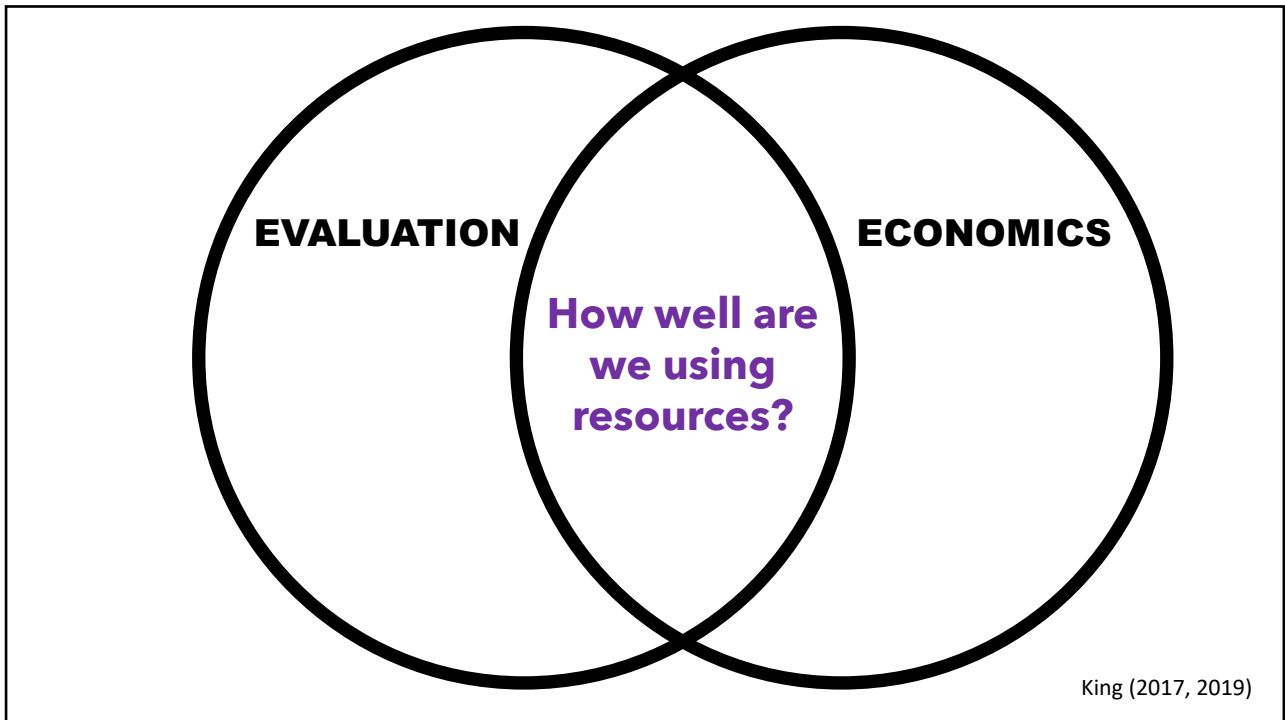 EVALUATION
ECONOMICS
How well are
we using
resources?
King (2017, 2019)